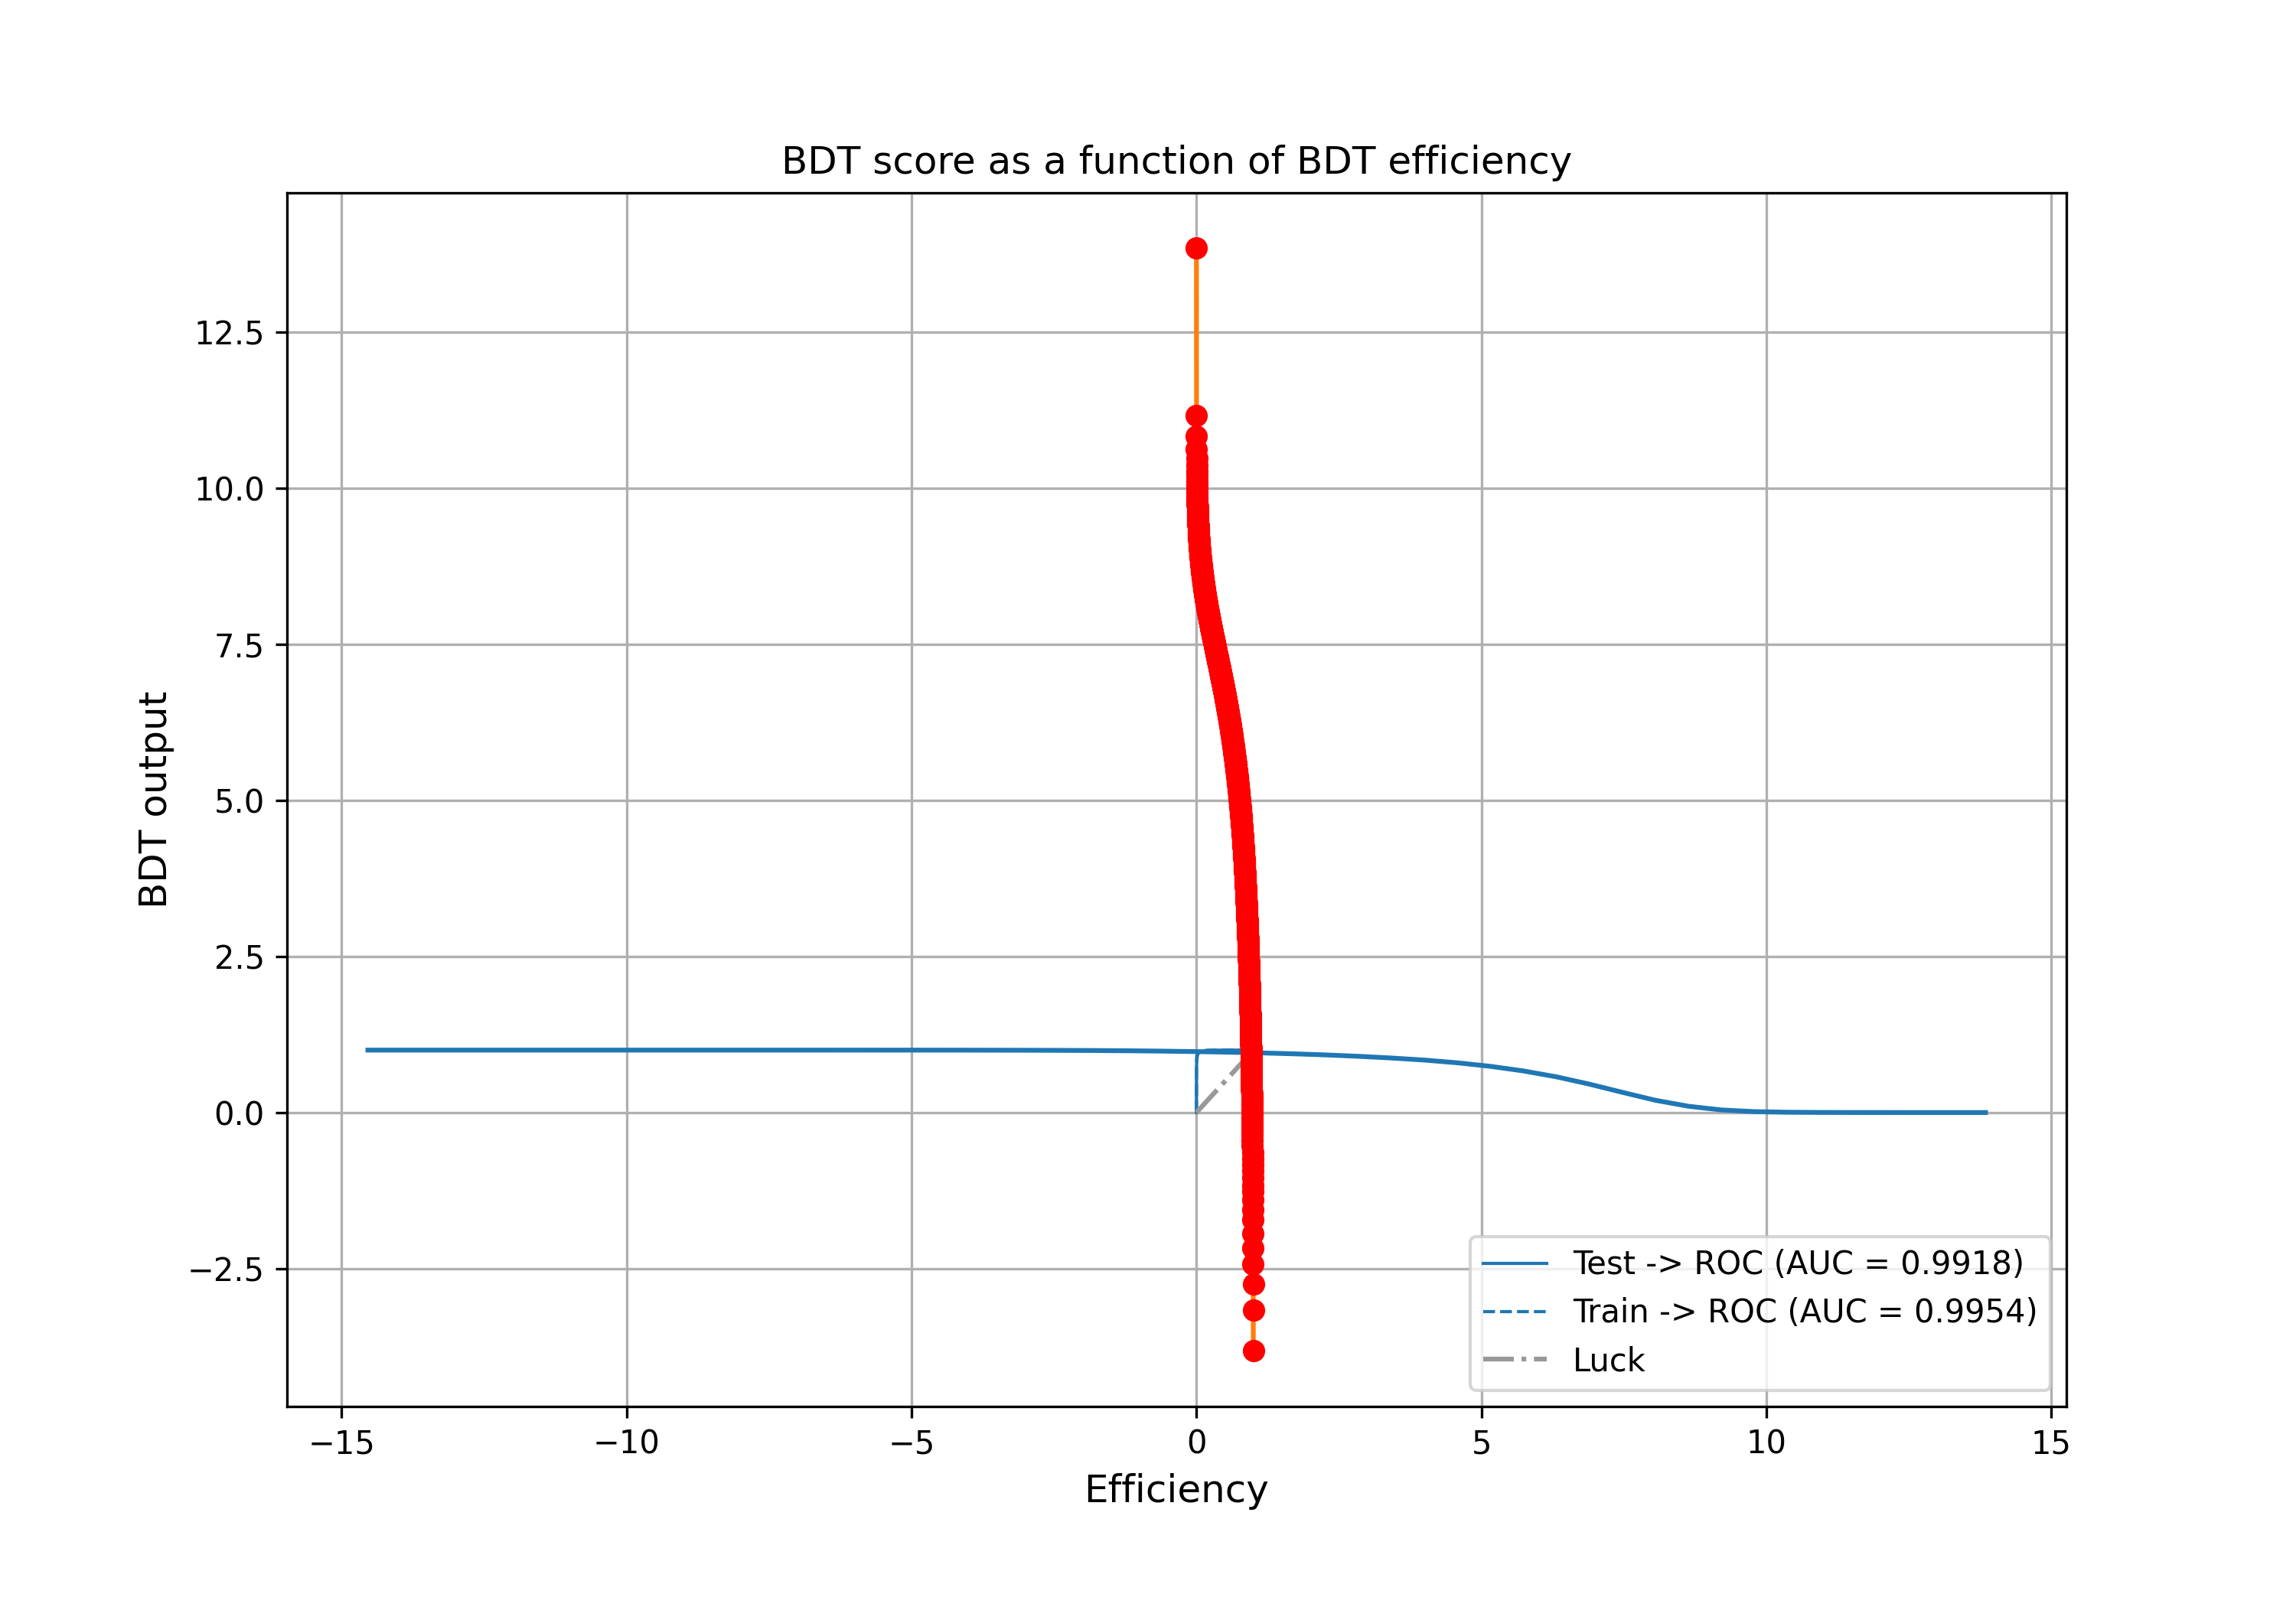 BDT score as a function of BDT efficiency
BDT output
12.5
10.0
7.5
5.0
2.5
0.0
−2.5
Test -> ROC (AUC = 0.9918)
Train -> ROC (AUC = 0.9954)
Luck
−15 −10 −5 0 5 10 15
Efficiency